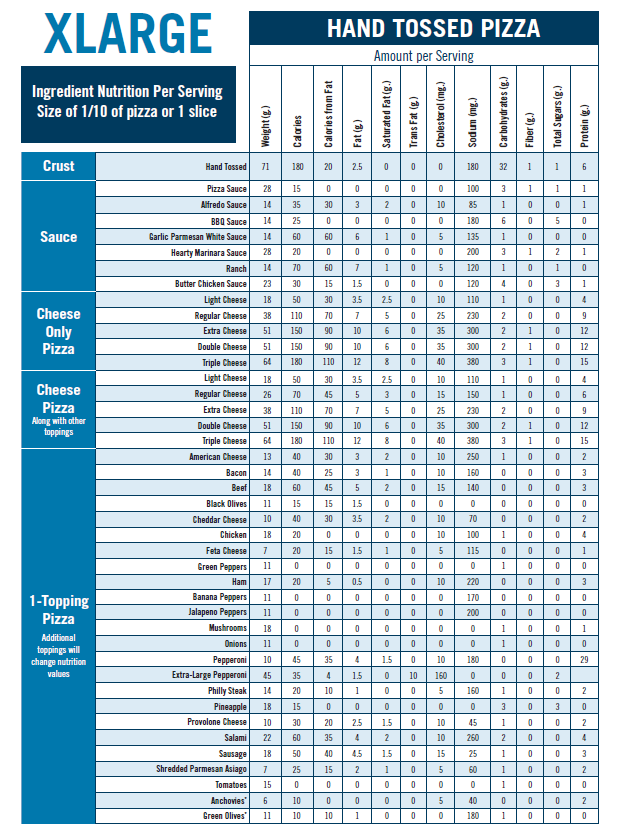 XLARGE
HAND TOSSED PIZZA
Amount per Serving
Ingredient Nutrition Per Serving
Size of 1/10 of pizza or 1 slice
Weight (g.) Calories Calories from Fat Fat (g.) Saturated Fat (g.) Trans Fat (g.) Cholesterol (mg.) Sodium (mg.) Carbohydrates (g.) Fiber (g.) Total Sugars (g.) Protein (g.)
Crust
Hand Tossed 71 180 20 2.5 0 0 0 180 32 1 1 6
Sauce
Pizza Sauce 28 15 0 0 0 0 0 100 3 1 1 1
Alfredo Sauce 14 35 30 3 2 0 10 85 1 0 0 1
BBQ Sauce 14 25 0 0 0 0 0 180 6 0 5 0
Garlic Parmesan White Sauce 14 60 60 6 1 0 5 135 1 0 0 0
Hearty Marinara Sauce 28 20 0 0 0 0 0 200 3 1 2 1
Ranch 14 70 60 7 1 0 5 120 1 0 1 0
Butter Chicken Sauce 23 30 15 1.5 0 0 0 120 4 0 3 1
Cheese
Only
Pizza
Light Cheese 18 50 30 3.5 2.5 0 10 110 1 0 0 4
Regular Cheese 38 110 70 7 5 0 25 230 2 0 0 9
Extra Cheese 51 150 90 10 6 0 35 300 2 1 0 12
Double Cheese 51 150 90 10 6 0 35 300 2 1 0 12
Triple Cheese 64 180 110 12 8 0 40 380 3 1 0 15
Cheese
Pizza
Along with other
toppings
Light Cheese 18 50 30 3.5 2.5 0 10 110 1 0 0 4
Regular Cheese 26 70 45 5 3 0 15 150 1 0 0 6
Extra Cheese 38 110 70 7 5 0 25 230 2 0 0 9
Double Cheese 51 150 90 10 6 0 35 300 2 1 0 12
Triple Cheese 64 180 110 12 8 0 40 380 3 1 0 15
1-Topping
Pizza
Additional
toppings will
change nutrition
values
American Cheese 13 40 30 3 2 0 10 250 1 0 0 2
Bacon 14 40 25 3 1 0 10 160 0 0 0 3
Beef 18 60 45 5 2 0 15 140 0 0 0 3
Black Olives 11 15 15 1.5 0 0 0 0 0 0 0 0
Cheddar Cheese 10 40 30 3.5 2 0 10 70 0 0 0 2
Chicken 18 20 0 0 0 0 10 100 1 0 0 4
Feta Cheese 7 20 15 1.5 1 0 5 115 0 0 0 1
Green Peppers 11 0 0 0 0 0 0 0 1 0 0 0
Ham 17 20 5 0.5 0 0 10 220 0 0 0 3
Banana Peppers 11 0 0 0 0 0 0 170 0 0 0 0
Jalapeno Peppers 11 0 0 0 0 0 0 200 0 0 0 0
Mushrooms 18 0 0 0 0 0 0 0 1 0 0 1
Onions 11 0 0 0 0 0 0 0 1 0 0 0
Pepperoni 10 45 35 4 1.5 0 10 180 0 0 0 29
Extra-Large Pepperoni 45 35 4 1.5 0 10 160 0 0 0 2
Philly Steak 14 20 10 1 0 0 5 160 1 0 0 2
Pineapple 18 15 0 0 0 0 0 0 3 0 3 0
Provolone Cheese 10 30 20 2.5 1.5 0 10 45 1 0 0 2
Salami 22 60 35 4 2 0 10 260 2 0 0 4
Sausage 18 50 40 4.5 1.5 0 15 25 1 0 0 3
Shredded Parmesan Asiago 7 25 15 2 1 0 5 60 1 0 0 2
Tomatoes 15 0 0 0 0 0 0 0 1 0 0 0
Anchovies* 6 10 0 0 0 0 5 40 0 0 0 2
Green Olives* 11 10 10 1 0 0 0 180 1 0 0 0